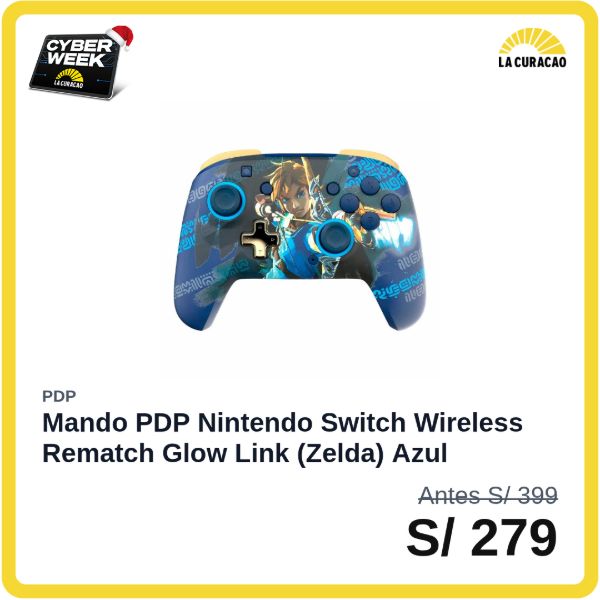 CYBER
WEEK
LA CURACAO
LA CURACAO
PDP
Mando PDP Nintendo Switch Wireless
Rematch Glow Link (Zelda) Azul
Antes S/ 399
S/ 279